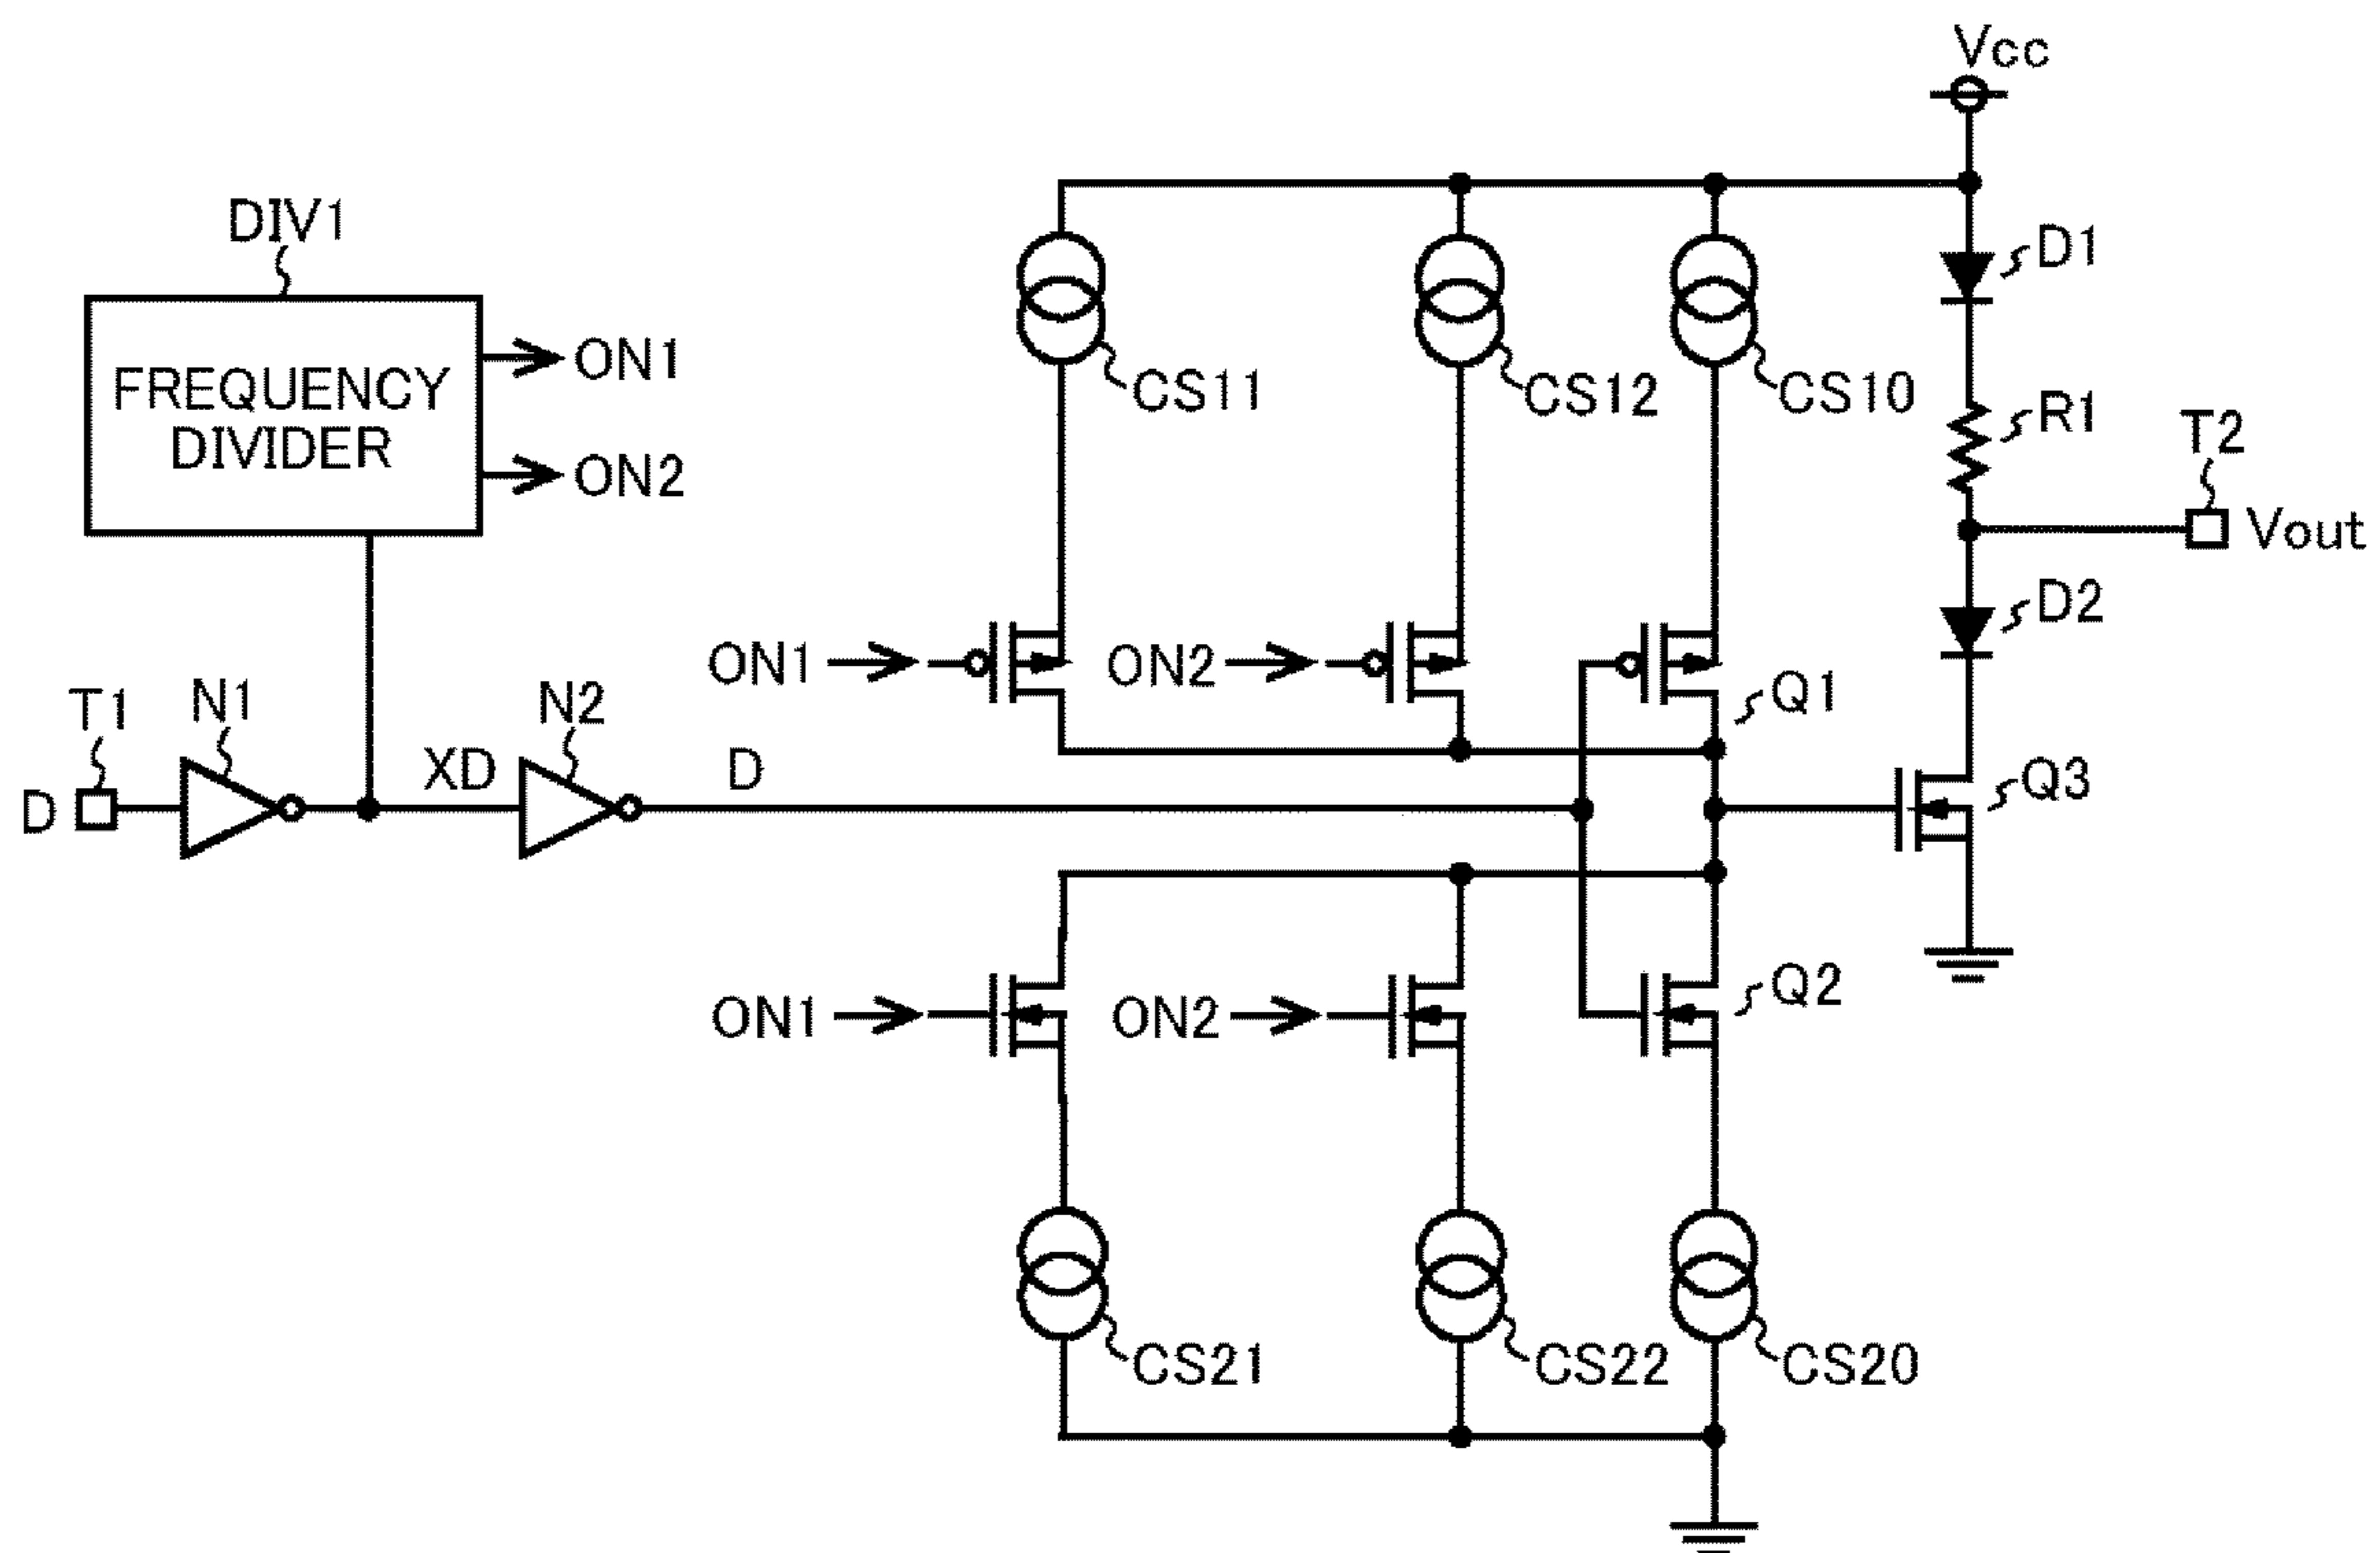 Vcc
DIV1
D1
FREQUENCY
DIVIDER
ON1
ON2
CS11
CS12
CS10
R1
T2
Vout
D2
ON1
ON2
Q1
T1
N1
N2
XD
D
D
Q3
ON1
ON2
Q2
CS21
CS22
CS20